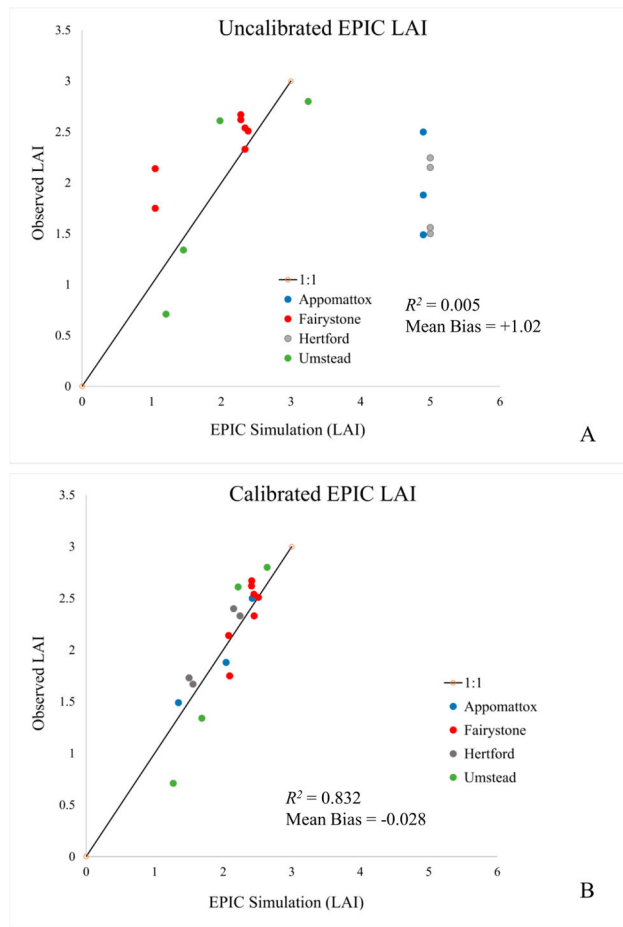 Uncalibrated EPIC LAI
3.5
3
2.5
2
1.5
1
0.5
0
Observed LAI
1:1
Appomattox
Fairystone
Hertford
Umstead
R² = 0.005
Mean Bias = +1.02
0 1 2 3 4 5 6
EPIC Simulation (LAI)
A
Calibrated EPIC LAI
3.5
3
2.5
2
1.5
1
0.5
0
Observed LAI
1:1
Appomattox
Fairystone
Hertford
Umstead
R² = 0.832
Mean Bias = -0.028
0 1 2 3 4 5 6
EPIC Simulation (LAI)
B